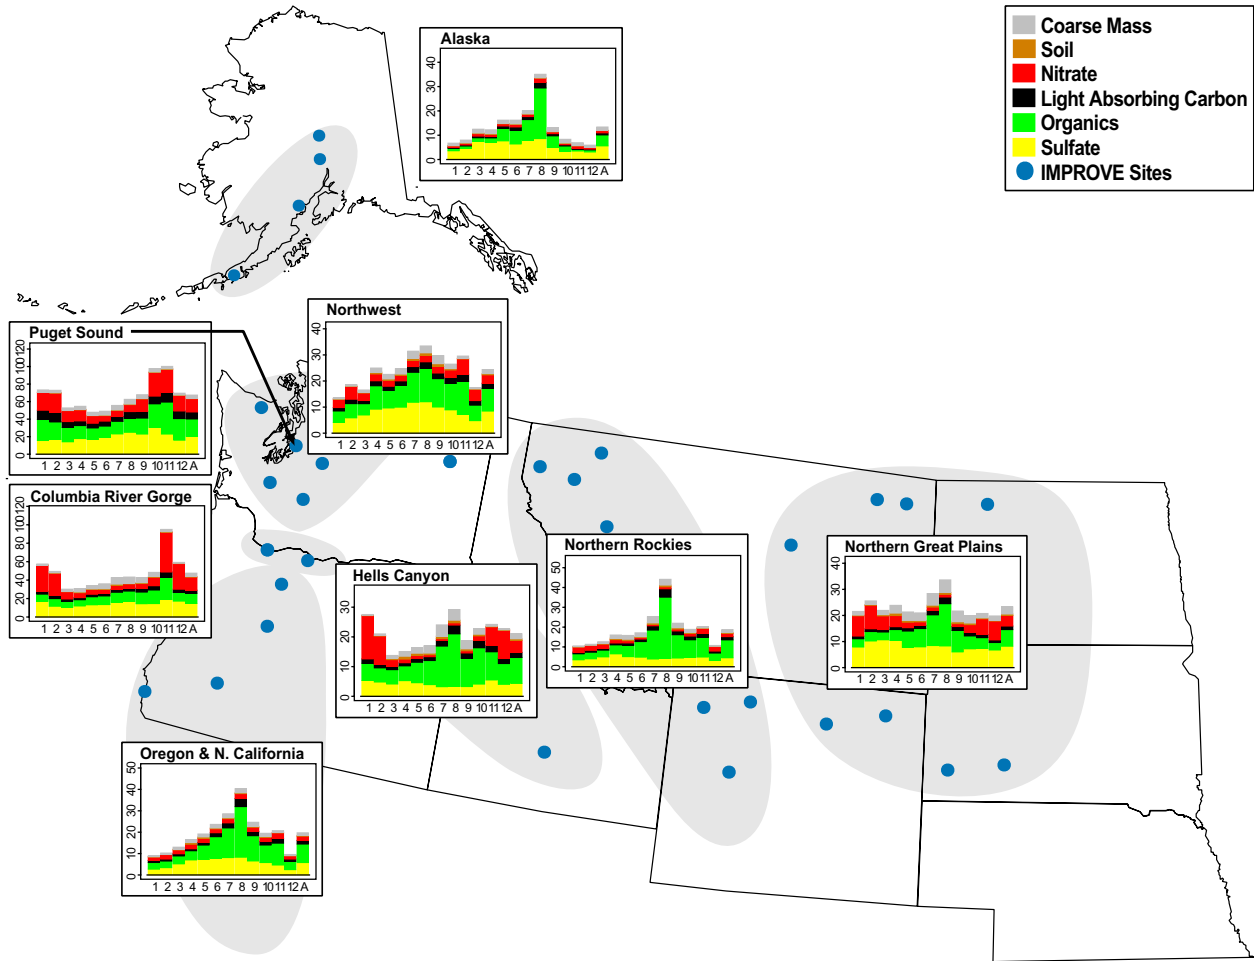 Coarse Mass
Soil
Nitrate
Light Absorbing Carbon
Organics
Sulfate
IMPROVE Sites
Alaska
0 10 20 30 40
1 2 3 4 5 6 7 8 9 10 11 12 A
Northwest
0 10 20 30 40
1 2 3 4 5 6 7 8 9 10 11 12 A
Puget Sound
0 20 40 60 80 100 120
1 2 3 4 5 6 7 8 9 10 11 12 A
Columbia River Gorge
0 20 40 60 80 100 120
1 2 3 4 5 6 7 8 9 10 11 12 A
Hells Canyon
0 10 20 30
1 2 3 4 5 6 7 8 9 10 11 12 A
Northern Rockies
0 10 20 30 40 50
1 2 3 4 5 6 7 8 9 10 11 12 A
Northern Great Plains
0 10 20 30 40
1 2 3 4 5 6 7 8 9 10 11 12 A
Oregon & N. California
0 10 20 30 40 50
1 2 3 4 5 6 7 8 9 10 11 12 A